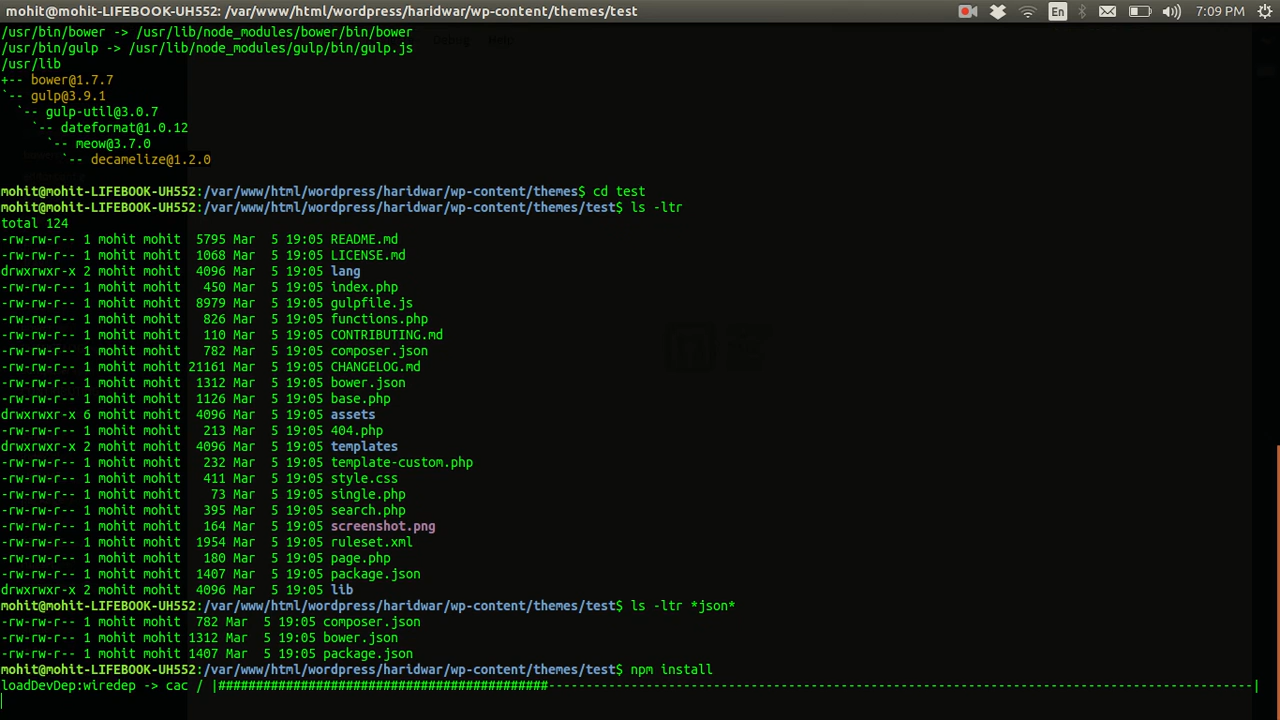 mohit@mohit-LIFEBOOK-UH552: /var/www/html/wordpress/haridwar/wp-content/themes/test
En
7:09 PM
/usr/bin/bower -> /usr/lib/node_modules/bower/bin/bower
/usr/bin/gulp -> /usr/lib/node_modules/gulp/bin/gulp.js
/usr/lib
+-- bower@1.7.7
`-- gulp@3.9.1
`-- gulp-util@3.0.7
`-- dateformat@1.0.12
`-- meow@3.7.0
`-- decamelize@1.2.0
mohit@mohit-LIFEBOOK-UH552:/var/www/html/wordpress/haridwar/wp-content/themes$ cd test
mohit@mohit-LIFEBOOK-UH552:/var/www/html/wordpress/haridwar/wp-content/themes/test$ ls -ltr
total 124
-rw-rw-r-- 1 mohit mohit  5795 Mar  5 19:05 README.md
-rw-rw-r-- 1 mohit mohit  1068 Mar  5 19:05 LICENSE.md
drwxrwxr-x 2 mohit mohit  4096 Mar  5 19:05 lang
-rw-rw-r-- 1 mohit mohit   450 Mar  5 19:05 index.php
-rw-rw-r-- 1 mohit mohit  8979 Mar  5 19:05 gulpfile.js
-rw-rw-r-- 1 mohit mohit   826 Mar  5 19:05 functions.php
-rw-rw-r-- 1 mohit mohit   110 Mar  5 19:05 CONTRIBUTING.md
-rw-rw-r-- 1 mohit mohit   782 Mar  5 19:05 composer.json
-rw-rw-r-- 1 mohit mohit 21161 Mar  5 19:05 CHANGELOG.md
-rw-rw-r-- 1 mohit mohit  1312 Mar  5 19:05 bower.json
-rw-rw-r-- 1 mohit mohit  1126 Mar  5 19:05 base.php
drwxrwxr-x 6 mohit mohit  4096 Mar  5 19:05 assets
-rw-rw-r-- 1 mohit mohit   213 Mar  5 19:05 404.php
drwxrwxr-x 2 mohit mohit  4096 Mar  5 19:05 templates
-rw-rw-r-- 1 mohit mohit   232 Mar  5 19:05 template-custom.php
-rw-rw-r-- 1 mohit mohit   411 Mar  5 19:05 style.css
-rw-rw-r-- 1 mohit mohit    73 Mar  5 19:05 single.php
-rw-rw-r-- 1 mohit mohit   395 Mar  5 19:05 search.php
-rw-rw-r-- 1 mohit mohit   164 Mar  5 19:05 screenshot.png
-rw-rw-r-- 1 mohit mohit  1954 Mar  5 19:05 ruleset.xml
-rw-rw-r-- 1 mohit mohit   180 Mar  5 19:05 page.php
-rw-rw-r-- 1 mohit mohit  1407 Mar  5 19:05 package.json
drwxrwxr-x 2 mohit mohit  4096 Mar  5 19:05 lib
mohit@mohit-LIFEBOOK-UH552:/var/www/html/wordpress/haridwar/wp-content/themes/test$ ls -ltr *json*
-rw-rw-r-- 1 mohit mohit  782 Mar  5 19:05 composer.json
-rw-rw-r-- 1 mohit mohit 1312 Mar  5 19:05 bower.json
-rw-rw-r-- 1 mohit mohit 1407 Mar  5 19:05 package.json
mohit@mohit-LIFEBOOK-UH552:/var/www/html/wordpress/haridwar/wp-content/themes/test$ npm install
loadDevDep:wiredep -> cac / |############################################----------------------------------------------------------------------------------------------|